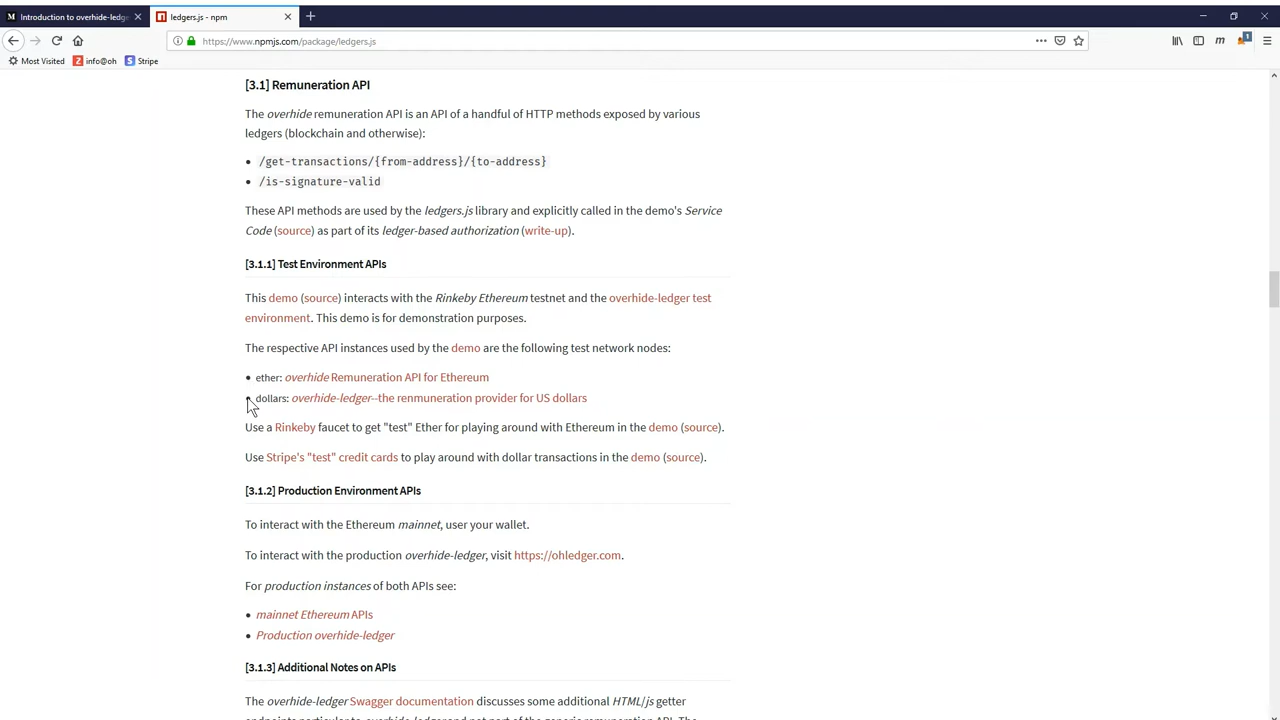 Introduction to overhide-ledge
ledgers.js - npm
https://www.npmjs.com/package/ledgers.js
Most Visited
info@oh
Stripe
[3.1] Remuneration API
The overhide remuneration API is an API of a handful of HTTP methods exposed by various
ledgers (blockchain and otherwise):
/get-transactions/{from-address}/{to-address}
/is-signature-valid
These API methods are used by the ledgers.js library and explicitly called in the demo's Service
Code (source) as part of its ledger-based authorization (write-up).
[3.1.1] Test Environment APIs
This demo (source) interacts with the Rinkeby Ethereum testnet and the overhide-ledger test
environment. This demo is for demonstration purposes.
The respective API instances used by the demo are the following test network nodes:
ether: overhide Remuneration API for Ethereum
dollars: overhide-ledger--the renmuneration provider for US dollars
Use a Rinkeby faucet to get "test" Ether for playing around with Ethereum in the demo (source).
Use Stripe's "test" credit cards to play around with dollar transactions in the demo (source).
[3.1.2] Production Environment APIs
To interact with the Ethereum mainnet, user your wallet.
To interact with the production overhide-ledger, visit https://ohledger.com.
For production instances of both APIs see:
mainnet Ethereum APIs
Production overhide-ledger
[3.1.3] Additional Notes on APIs
The overhide-ledger Swagger documentation discusses some additional HTML/js getter